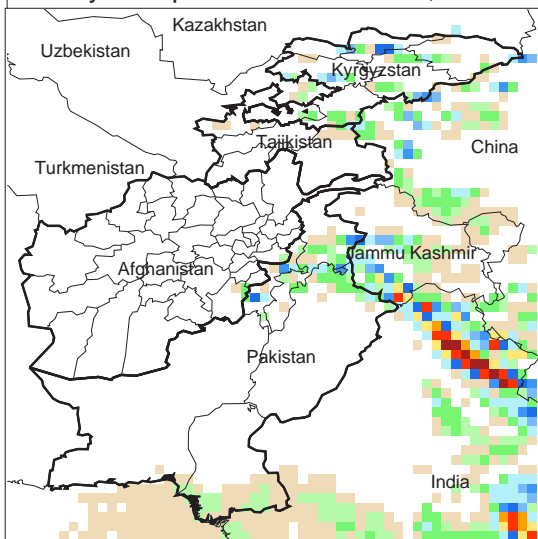 Kazakhstan
Uzbekistan
Kyrgyzstan
Tajikistan
China
Turkmenistan
Jammu Kashmir
Afghanistan
Pakistan
India